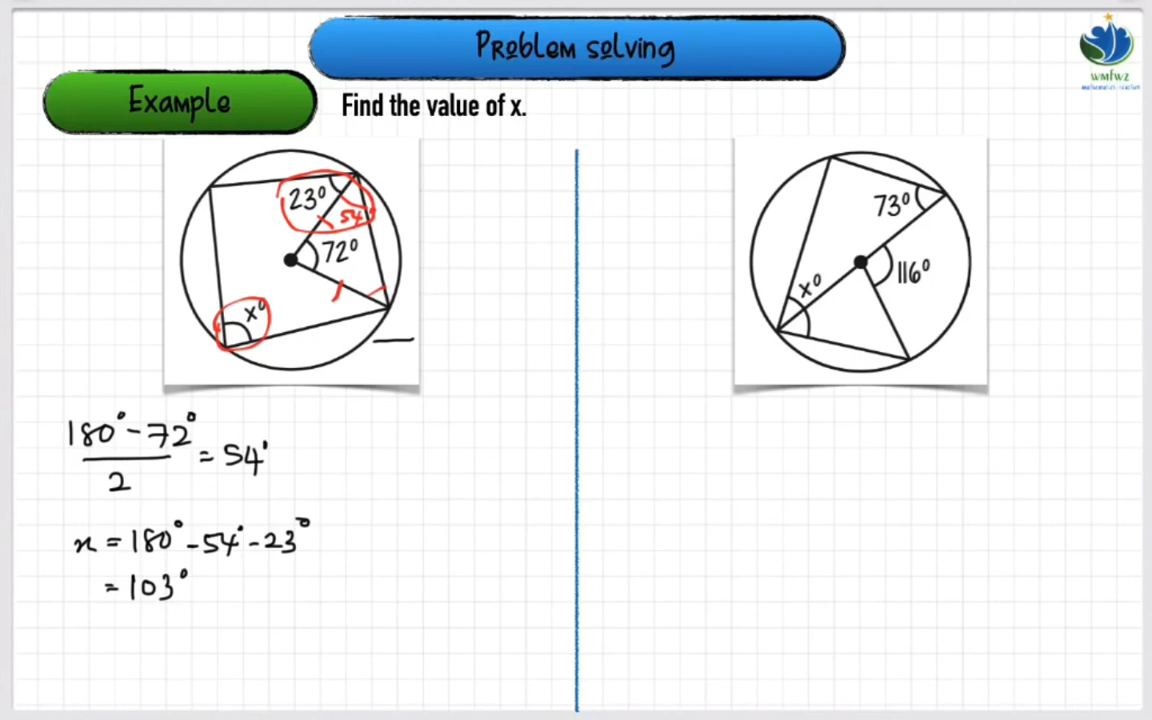 Problem solving
Example
Find the value of x.
wmfwz
23°
54°
72°
x°
73°
116°
x°
180° - 72°
2
= 54°
x = 180° - 54° - 23°
= 103°